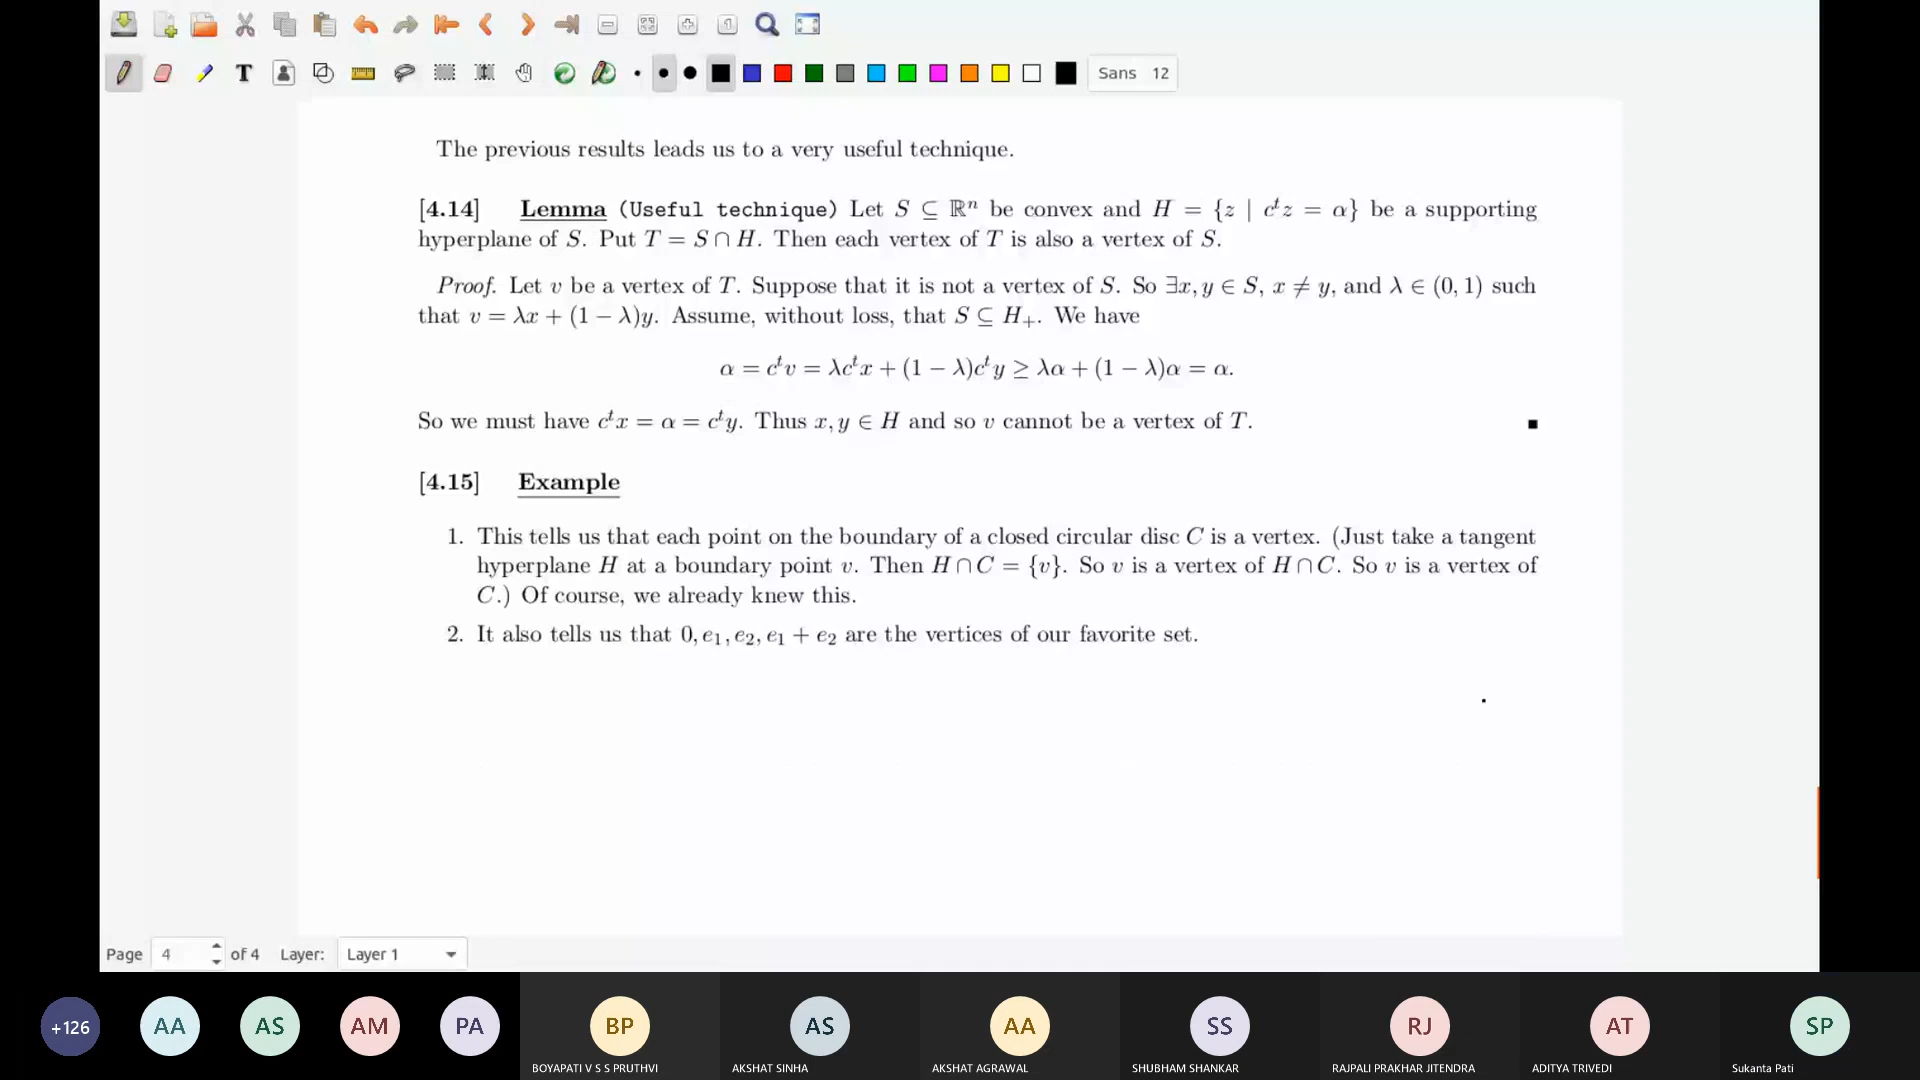 T
Sans 12
The previous results leads us to a very useful technique.
[4.14] Lemma (Useful technique) Let S ⊆ ℝⁿ be convex and H = {z | cᵗz = α} be a supporting
hyperplane of S. Put T = S ∩ H. Then each vertex of T is also a vertex of S.
Proof. Let v be a vertex of T. Suppose that it is not a vertex of S. So ∃x, y ∈ S, x ≠ y, and λ ∈ (0, 1) such
that v = λx + (1 − λ)y. Assume, without loss, that S ⊆ H₊. We have
α = cᵗv = λcᵗx + (1 − λ)cᵗy ≥ λα + (1 − λ)α = α.
So we must have cᵗx = α = cᵗy. Thus x, y ∈ H and so v cannot be a vertex of T. ■
[4.15] Example
1. This tells us that each point on the boundary of a closed circular disc C is a vertex. (Just take a tangent
hyperplane H at a boundary point v. Then H ∩ C = {v}. So v is a vertex of H ∩ C. So v is a vertex of
C.) Of course, we already knew this.
2. It also tells us that 0, e₁, e₂, e₁ + e₂ are the vertices of our favorite set.
Page 4 of 4 Layer: Layer 1
+126 AA AS AM PA BP AS AA SS RJ AT SP
BOYAPATI V S S PRUTHVI AKSHAT SINHA AKSHAT AGRAWAL SHUBHAM SHANKAR RAJPALI PRAKHAR JITENDRA ADITYA TRIVEDI Sukanta Pati